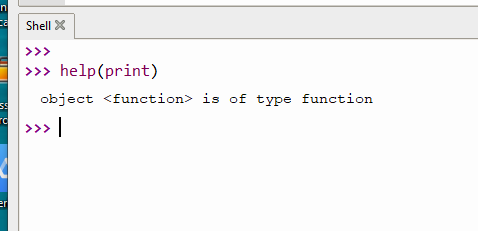 Shell
>>>
>>> help(print)
object <function> is of type function
>>>